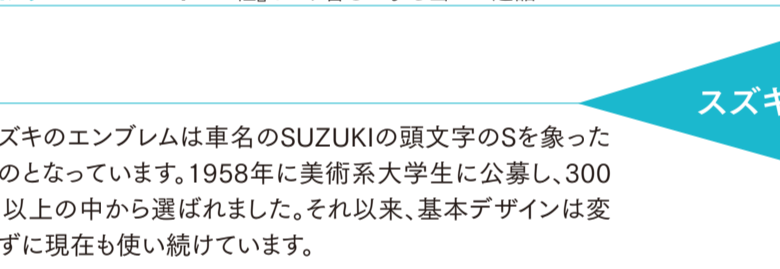 スズキ
ズキのエンブレムは車名のSUZUKIの頭文字のSを象った
のとなっています。1958年に美術系大学生に公募し、300
以上の中から選ばれました。それ以来、基本デザインは変
ずに現在も使い続けています。